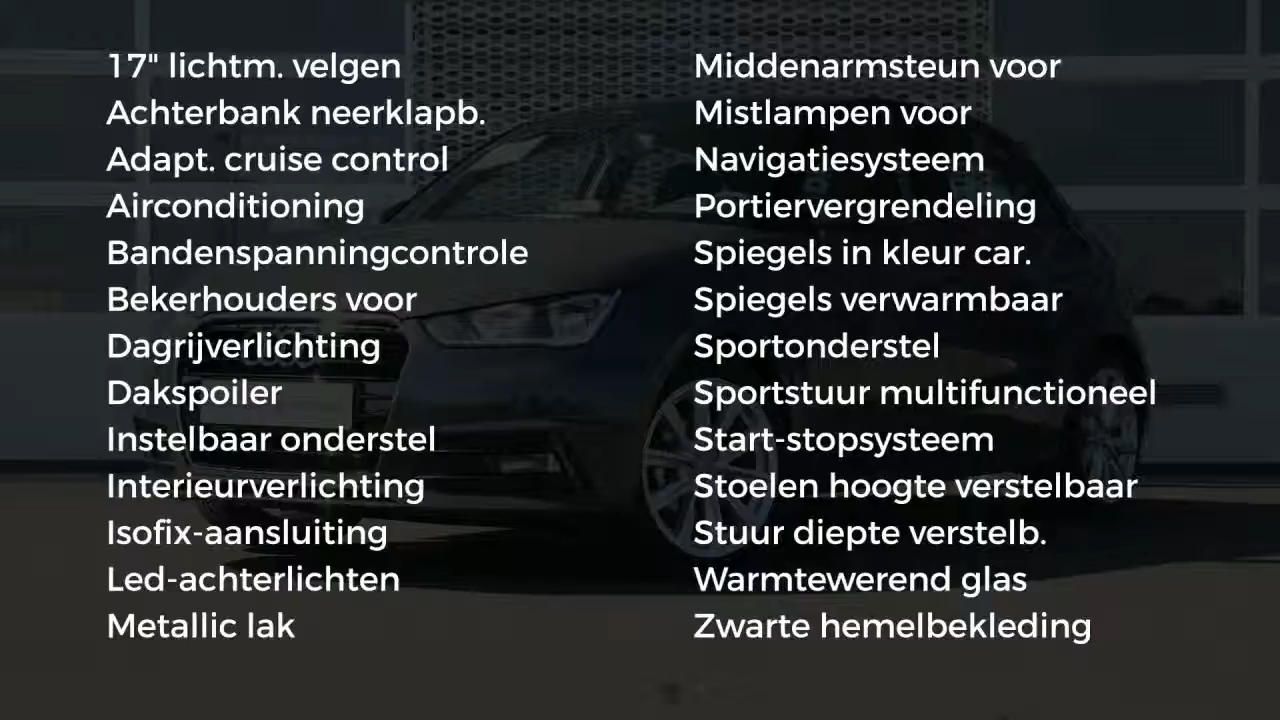 17" lichtm. velgen
Achterbank neerklapb.
Adapt. cruise control
Airconditioning
Bandenspanningcontrole
Bekerhouders voor
Dagrijverlichting
Dakspoiler
Instelbaar onderstel
Interieurverlichting
Isofix-aansluiting
Led-achterlichten
Metallic lak
Middenarmsteun voor
Mistlampen voor
Navigatiesysteem
Portiervergrendeling
Spiegels in kleur car.
Spiegels verwarmbaar
Sportonderstel
Sportstuur multifunctioneel
Start-stopsysteem
Stoelen hoogte verstelbaar
Stuur diepte verstelb.
Warmtewerend glas
Zwarte hemelbekleding